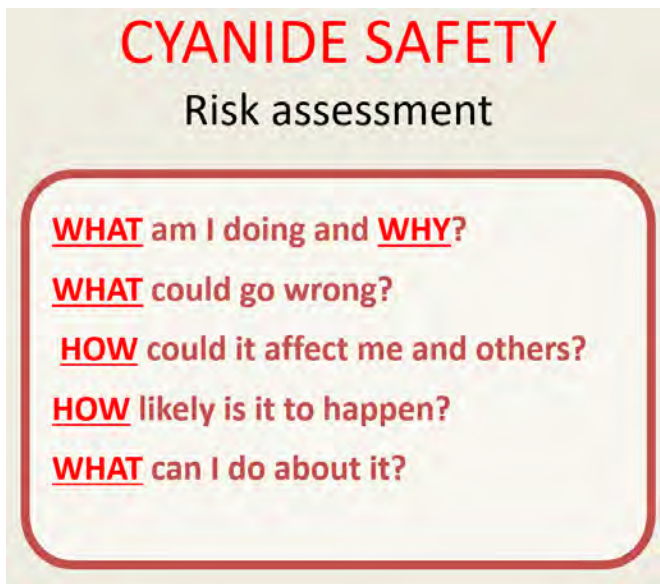 CYANIDE SAFETY
Risk assessment
WHAT am I doing and WHY?
WHAT could go wrong?
HOW could it affect me and others?
HOW likely is it to happen?
WHAT can I do about it?